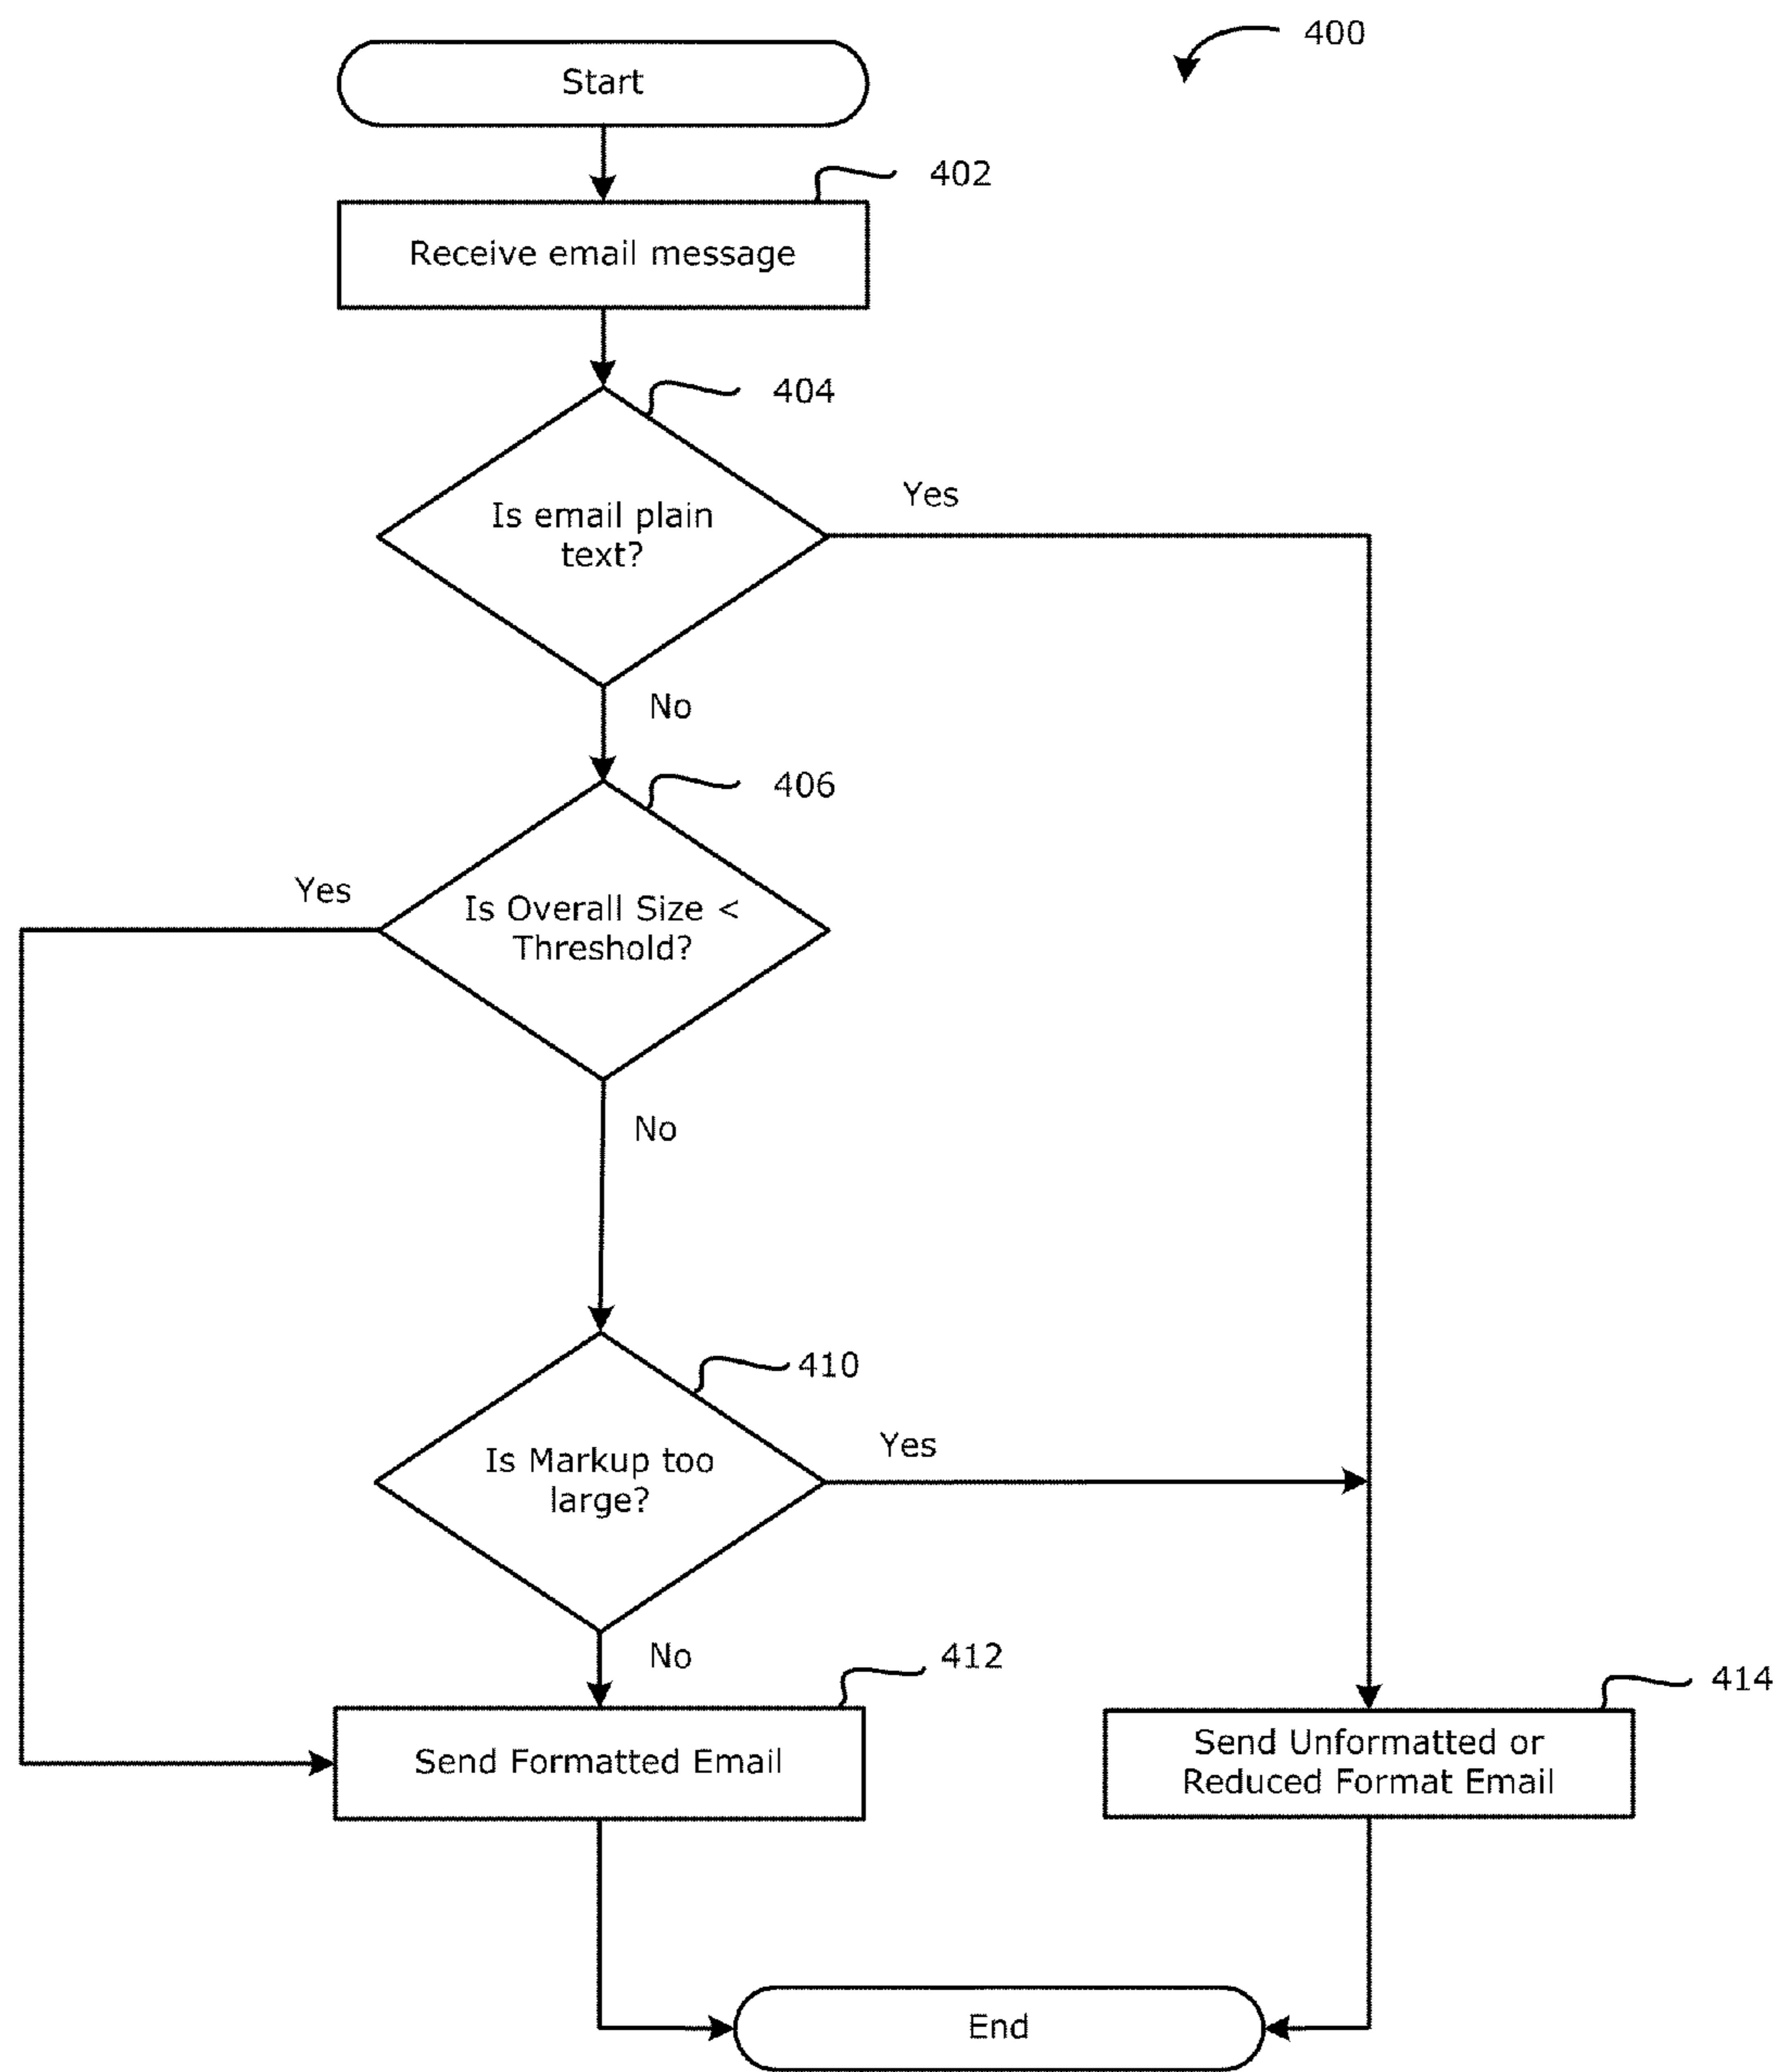 400
Start
402
Receive email message
404
Is email plain
text?
Yes
No
406
Is Overall Size <
Threshold?
Yes
No
410
Is Markup too
large?
Yes
No
412
Send Formatted Email
414
Send Unformatted or
Reduced Format Email
End